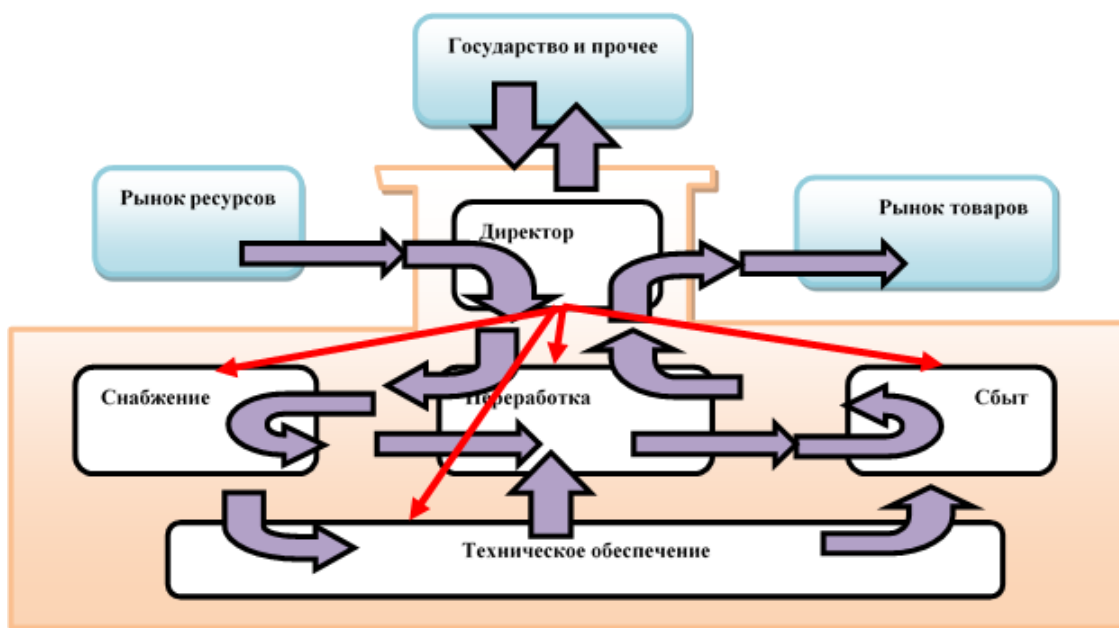 Государство и прочее
Рынок ресурсов
Рынок товаров
Директор
Снабжение
Переработка
Сбыт
Техническое обеспечение